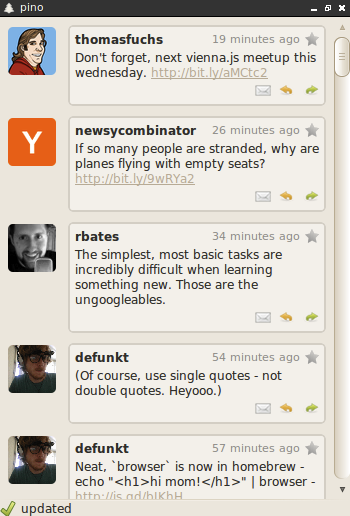 pino
thomasfuchs 19 minutes ago
Don't forget, next vienna.js meetup this
wednesday. http://bit.ly/aMCtc2
Y
newsycombinator 26 minutes ago
If so many people are stranded, why are
planes flying with empty seats?
http://bit.ly/9wRYa2
rbates 34 minutes ago
The simplest, most basic tasks are
incredibly difficult when learning
something new. Those are the
ungoogleables.
defunkt 54 minutes ago
(Of course, use single quotes - not
double quotes. Heyooo.)
defunkt 57 minutes ago
Neat, `browser` is now in homebrew -
echo "<h1>hi mom!</h1>" | browser -
updated